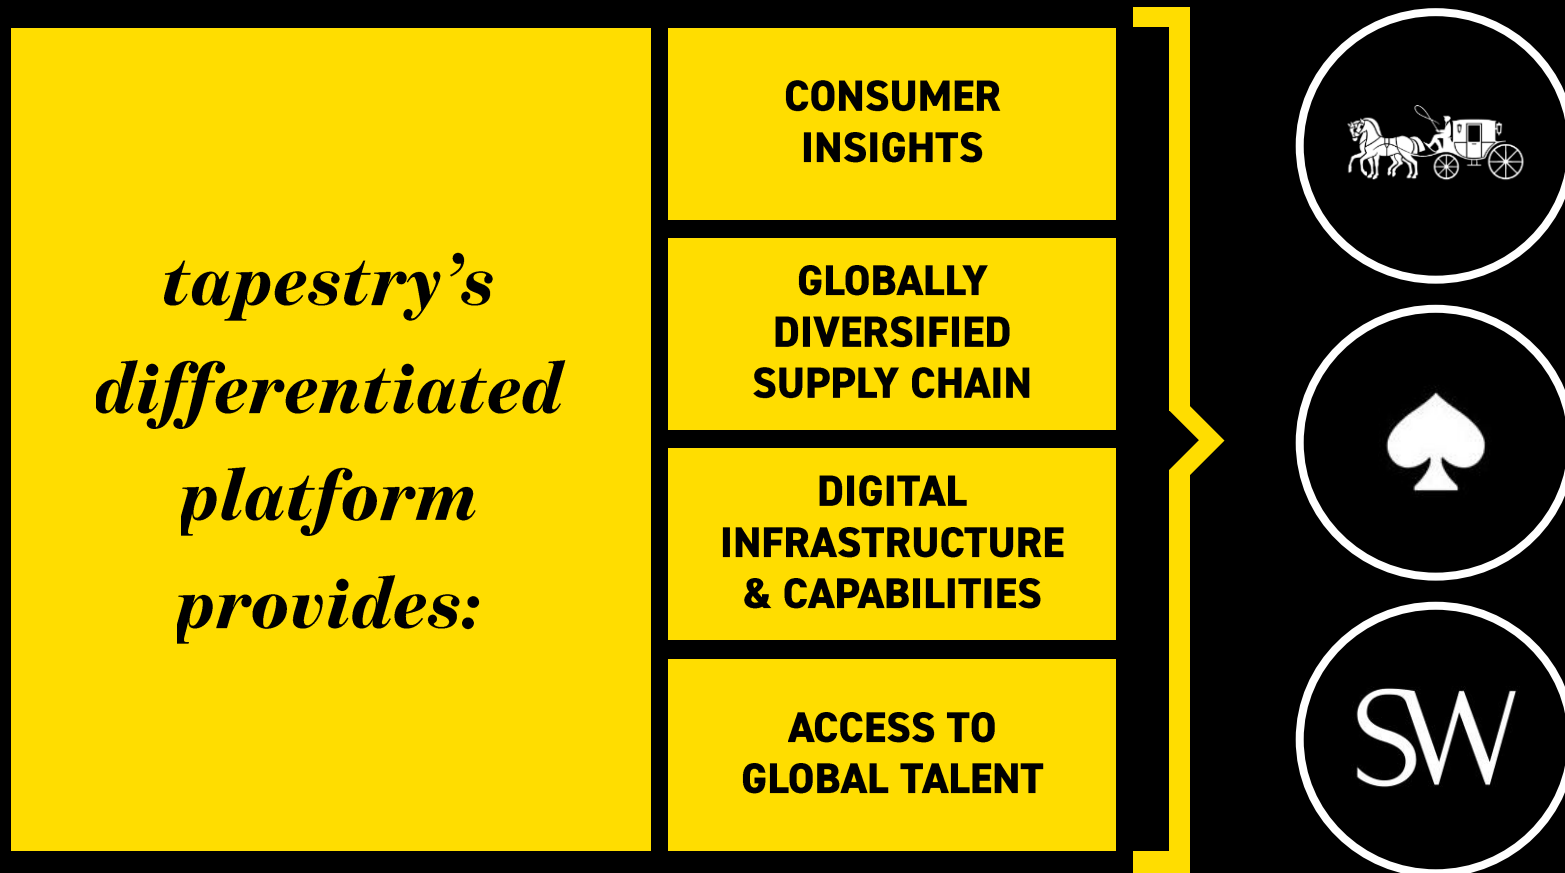 tapestry’s
differentiated
platform
provides:
CONSUMER
INSIGHTS
GLOBALLY
DIVERSIFIED
SUPPLY CHAIN
DIGITAL
INFRASTRUCTURE
& CAPABILITIES
ACCESS TO
GLOBAL TALENT
SW